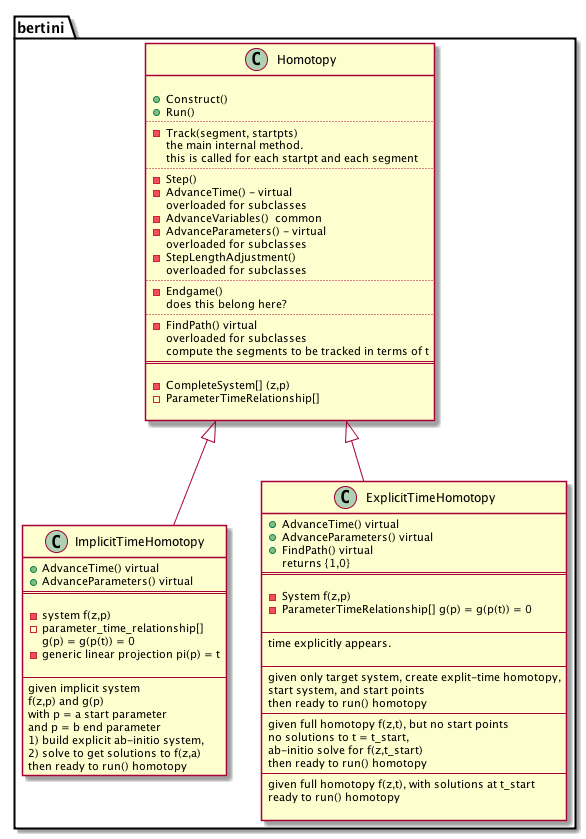 bertini
C Homotopy
Construct()
Run()
Track(segment, startpts)
the main internal method.
this is called for each startpt and each segment
Step()
AdvanceTime() - virtual
overloaded for subclasses
AdvanceVariables()  common
AdvanceParameters() - virtual
overloaded for subclasses
StepLengthAdjustment()
overloaded for subclasses
Endgame()
does this belong here?
FindPath() virtual
overloaded for subclasses
compute the segments to be tracked in terms of t
CompleteSystem[] (z,p)
ParameterTimeRelationship[]
C ImplicitTimeHomotopy
AdvanceTime() virtual
AdvanceParameters() virtual
system f(z,p)
parameter_time_relationship[]
g(p) = g(p(t)) = 0
generic linear projection pi(p) = t
given implicit system
f(z,p) and g(p)
with p = a start parameter
and p = b end parameter
1) build explicit ab-initio system,
2) solve to get solutions to f(z,a)
then ready to run() homotopy
C ExplicitTimeHomotopy
AdvanceTime() virtual
AdvanceParameters() virtual
FindPath() virtual
returns {1,0}
System f(z,p)
ParameterTimeRelationship[] g(p) = g(p(t)) = 0
time explicitly appears.
given only target system, create explit-time homotopy,
start system, and start points
then ready to run() homotopy
given full homotopy f(z,t), but no start points
no solutions to t = t_start,
ab-initio solve for f(z,t_start)
then ready to run() homotopy
given full homotopy f(z,t), with solutions at t_start
ready to run() homotopy